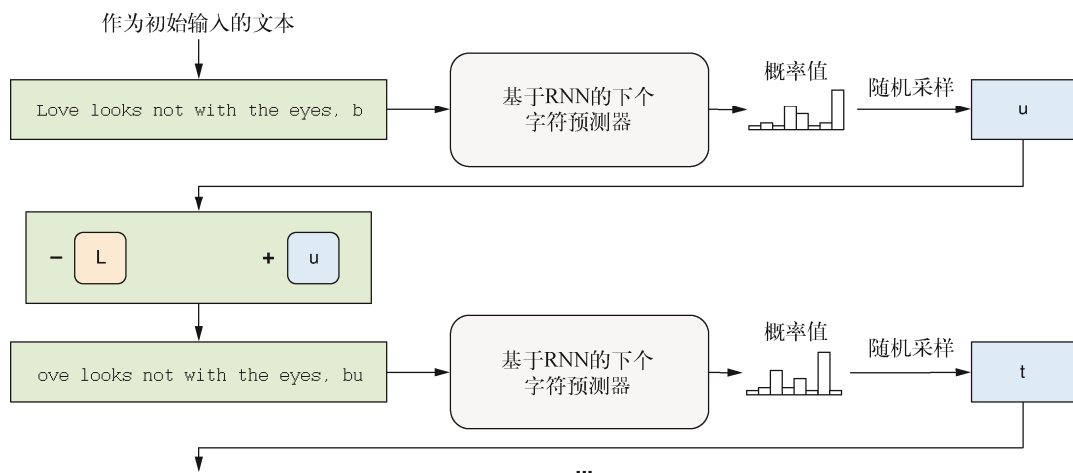 作为初始输入的文本
Love looks not with the eyes, b
基于RNN的下个
字符预测器
概率值
随机采样
u
− L + u
ove looks not with the eyes, bu
基于RNN的下个
字符预测器
概率值
随机采样
t
...